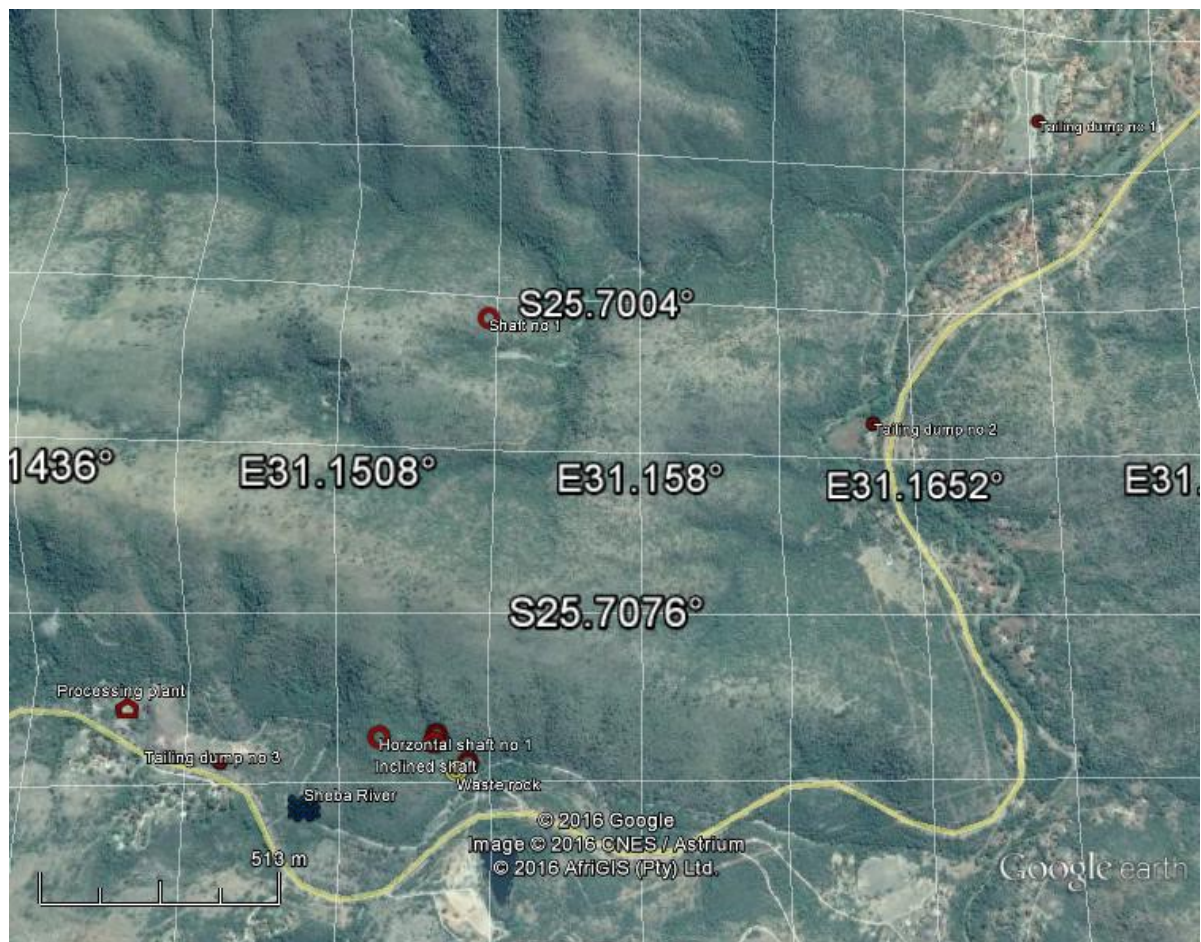 Tailing dump no 1
S25.7004°
Shaft no 1
Tailing dump no 2
1436°
E31.1508°
E31.158°
E31.1652°
E31.
S25.7076°
Processing plant
Horzontal shaft no 1
Tailing dump no 3
Inclined shaft
Waste rock
Sheba River
© 2016 Google
Image © 2016 CNES / Astrium
513 m
© 2016 AfriGIS (Pty) Ltd.
Google earth